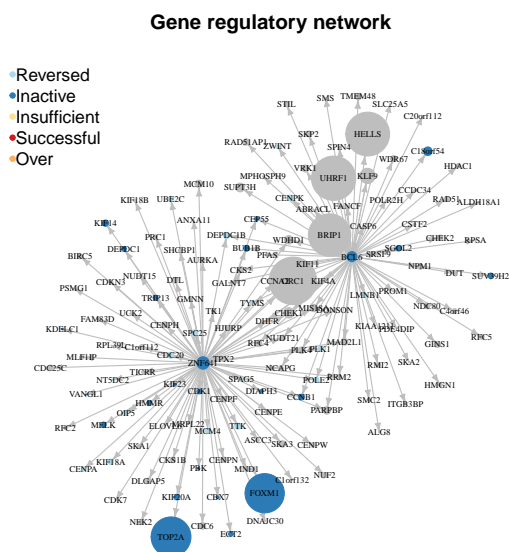 Gene regulatory network
Reversed
Inactive
Insufficient
Successful
Over
SMS
TMEM48
STIL
SLC25A5
C20orf112
SKP2
HELLS
RAD51AP1
ZWINT
SPIN4
C18orf54
WDR67
HDAC1
VRK1
UHRF1
KLF9
MPHOSPH9
CCDC34
MCM10
SUPT3H
CENPK
POLR2H
RAD51
ALDH18A1
KIF18B
UBE2C
ABRACL
FANCF
ANXA11
CEP55
CASP6
CSTF2
KIF14
DEPDC1B
BRIP1
CHEK2
PRC1
WDHD1
SGOL2
RPSA
DEPDC1
SHCBP1
BUB1B
SRSF9
BIRC5
AURKA
PFAS
BCL6
NPM1
NUDT15
CKS2
KIF11
DUT
SUV39H2
CDKN3
DTL
GALNT7
CCNA2
KIF4A
PSMG1
TRIP13
GMNN
LMNB1
PROM1
TK1
TYMS
NDC80
C4orf46
UCK2
FAM83D
CHEK1
DONSON
CENPH
HJURP
DHFR
KDELC1
SPC25
NUDT21
PDE4DIP
RFC5
RPL39L
RFC4
MAD2L1
GINS1
MLF1IP
C1orf112
CDC20
TPX2
PLK4
PLK1
SKA2
CDC25C
ZNF641
NCAPG
RMI2
TICRR
HMGN1
NT5DC2
SPAG5
POLE2
RRM2
VANGL1
KIF23
CDK1
DIAPH3
CCNB1
SMC2
ITGB3BP
HMMR
CENPF
PARPBP
OIP5
CENPE
RFC2
MELK
MRPL22
TTK
ALG8
MCM4
ASCC3
SKA1
SKA3
CENPW
CENPA
KIF18A
CKS1B
CENPN
NUF2
PBK
MND1
DLGAP5
C1orf132
CDK7
KIF20A
CBX7
FOXM1
NEK2
CDC6
DNAJC30
TOP2A
ECT2